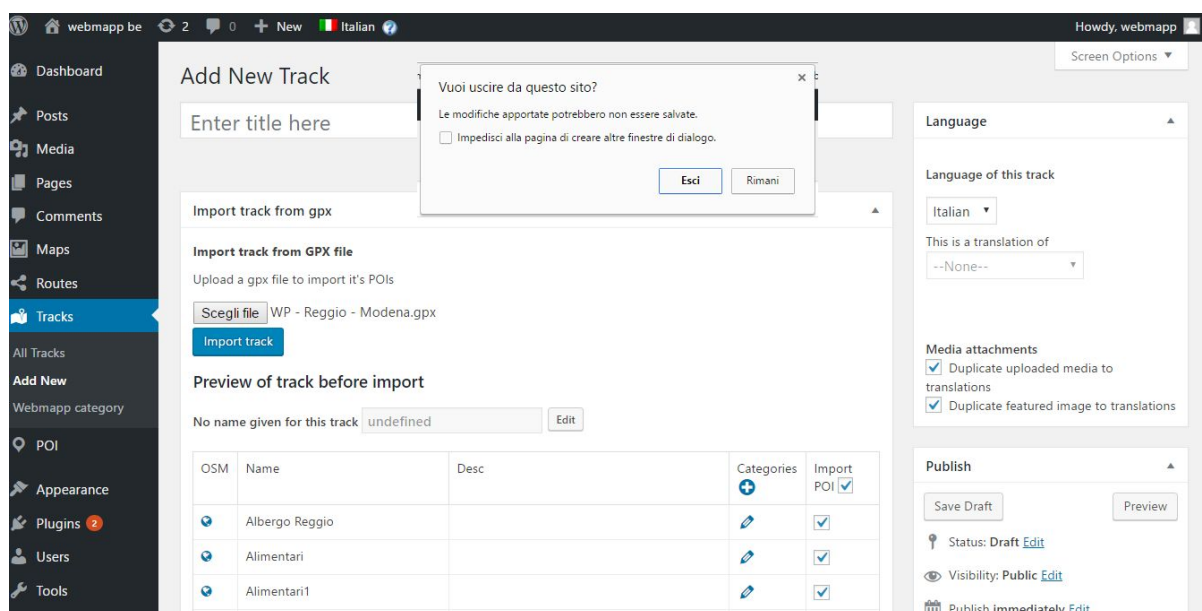 webmapp be 2 0 New Italian Howdy, webmapp
Screen Options
Dashboard
Posts
Media
Pages
Comments
Maps
Routes
Tracks
All Tracks
Add New
Webmapp category
POI
Appearance
Plugins 2
Users
Tools
Add New Track
Enter title here
Vuoi uscire da questo sito?
Le modifiche apportate potrebbero non essere salvate.
Impedisci alla pagina di creare altre finestre di dialogo.
Esci Rimani
Import track from gpx
Import track from GPX file
Upload a gpx file to import it's POIs
Scegli file WP - Reggio - Modena.gpx
Import track
Preview of track before import
No name given for this track undefined Edit
OSM Name Desc Categories Import
POI
Albergo Reggio
Alimentari
Alimentari1
Language
Language of this track
Italian
This is a translation of
--None--
Media attachments
Duplicate uploaded media to
translations
Duplicate featured image to translations
Publish
Save Draft Preview
Status: Draft Edit
Visibility: Public Edit
Publish immediately Edit